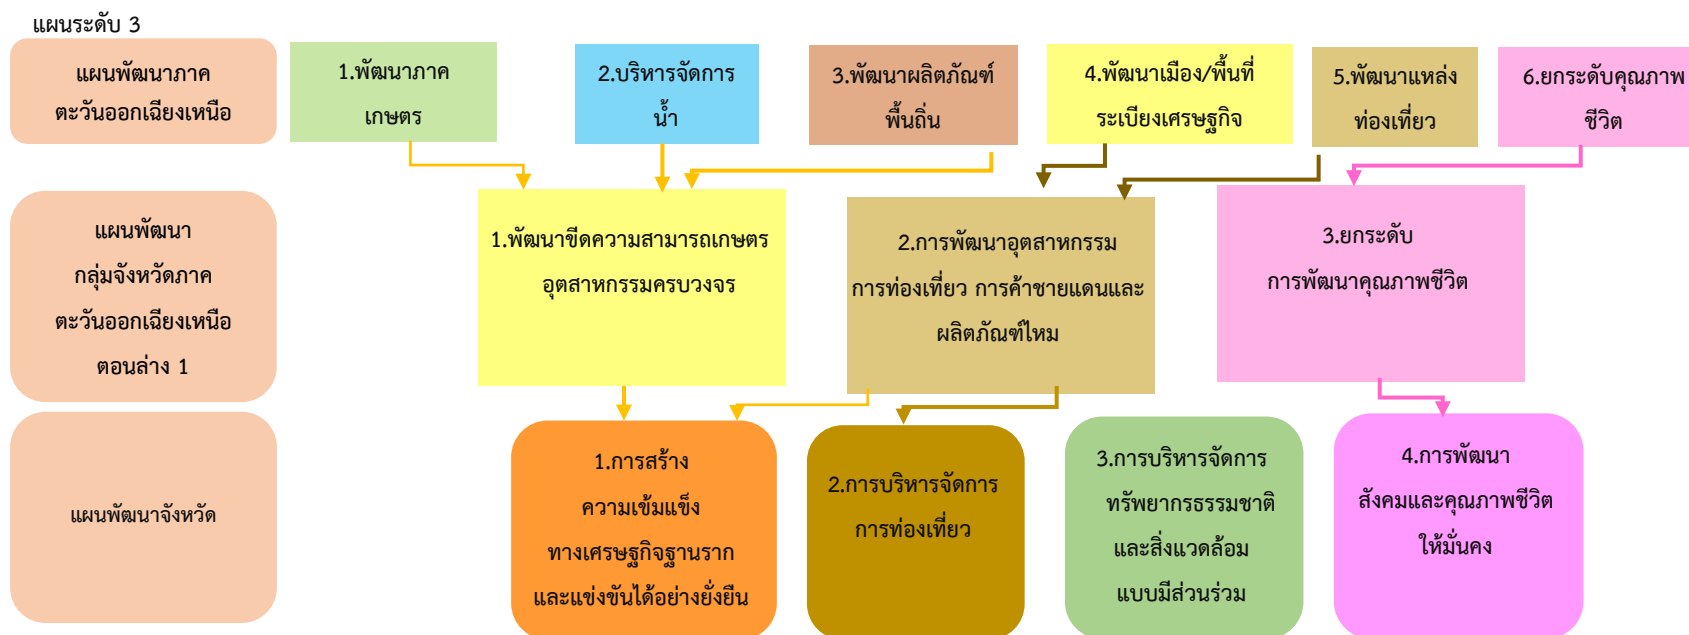 แผนระดับ 3
แผนพัฒนาภาค
ตะวันออกเฉียงเหนือ
1.พัฒนาภาค
เกษตร
2.บริหารจัดการ
น้ำ
3.พัฒนาผลิตภัณฑ์
พื้นถิ่น
4.พัฒนาเมือง/พื้นที่
ระเบียงเศรษฐกิจ
5.พัฒนาแหล่ง
ท่องเที่ยว
6.ยกระดับคุณภาพ
ชีวิต
แผนพัฒนา
กลุ่มจังหวัดภาค
ตะวันออกเฉียงเหนือ
ตอนล่าง 1
1.พัฒนาขีดความสามารถเกษตร
อุตสาหกรรมครบวงจร
2.การพัฒนาอุตสาหกรรม
การท่องเที่ยว การค้าชายแดนและ
ผลิตภัณฑ์ไหม
3.ยกระดับ
การพัฒนาคุณภาพชีวิต
แผนพัฒนาจังหวัด
1.การสร้าง
ความเข้มแข็ง
ทางเศรษฐกิจฐานราก
และแข่งขันได้อย่างยั่งยืน
2.การบริหารจัดการ
การท่องเที่ยว
3.การบริหารจัดการ
ทรัพยากรธรรมชาติ
และสิ่งแวดล้อม
แบบมีส่วนร่วม
4.การพัฒนา
สังคมและคุณภาพชีวิต
ให้มั่นคง